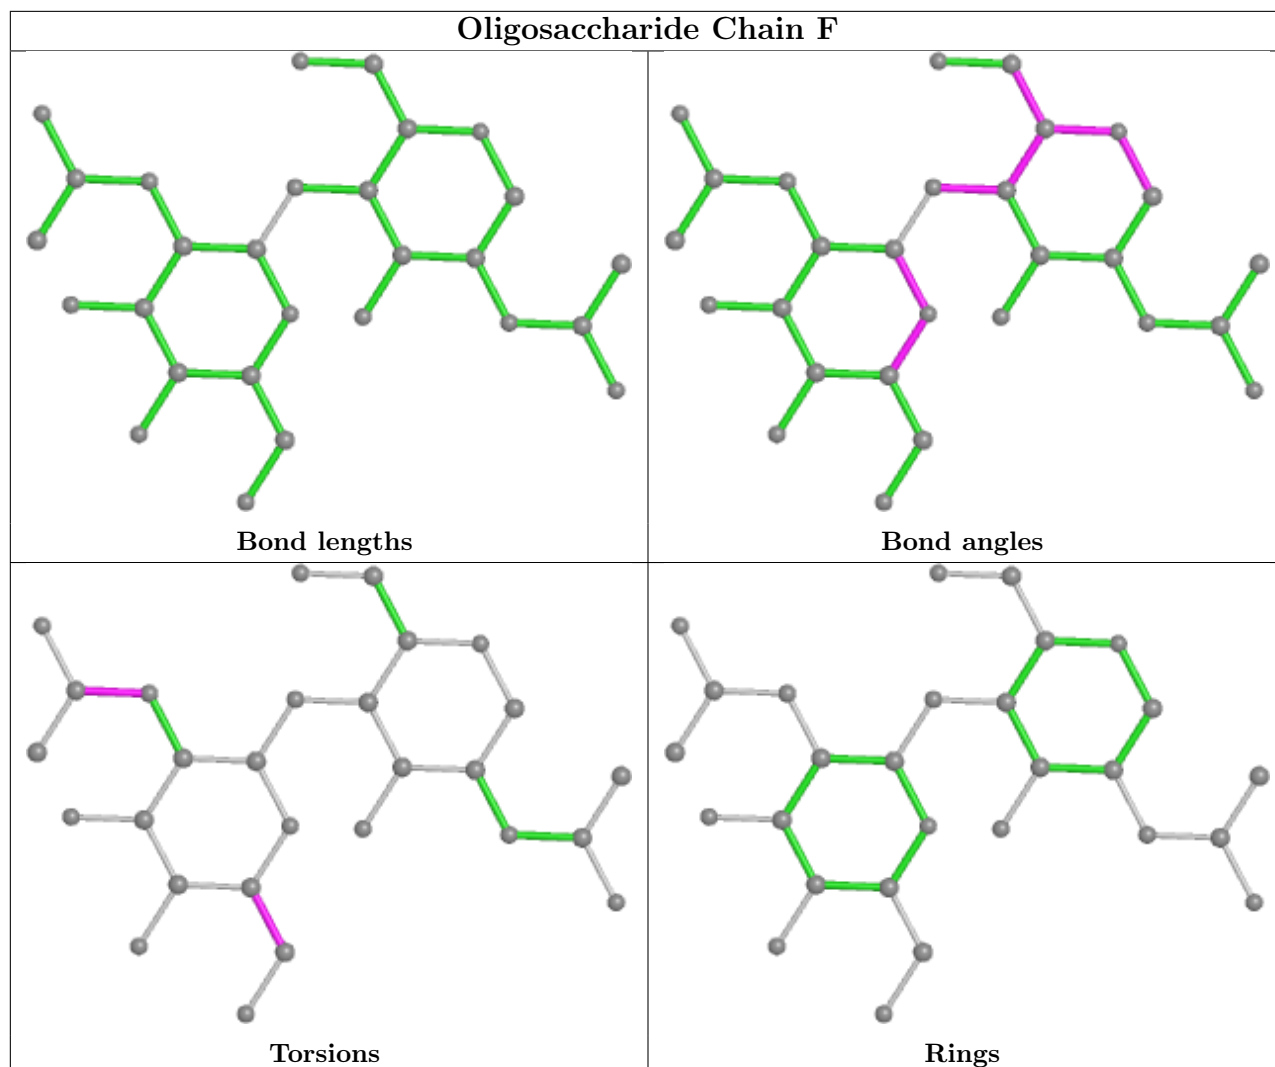 Oligosaccharide Chain F
Bond lengths
Bond angles
Torsions
Rings